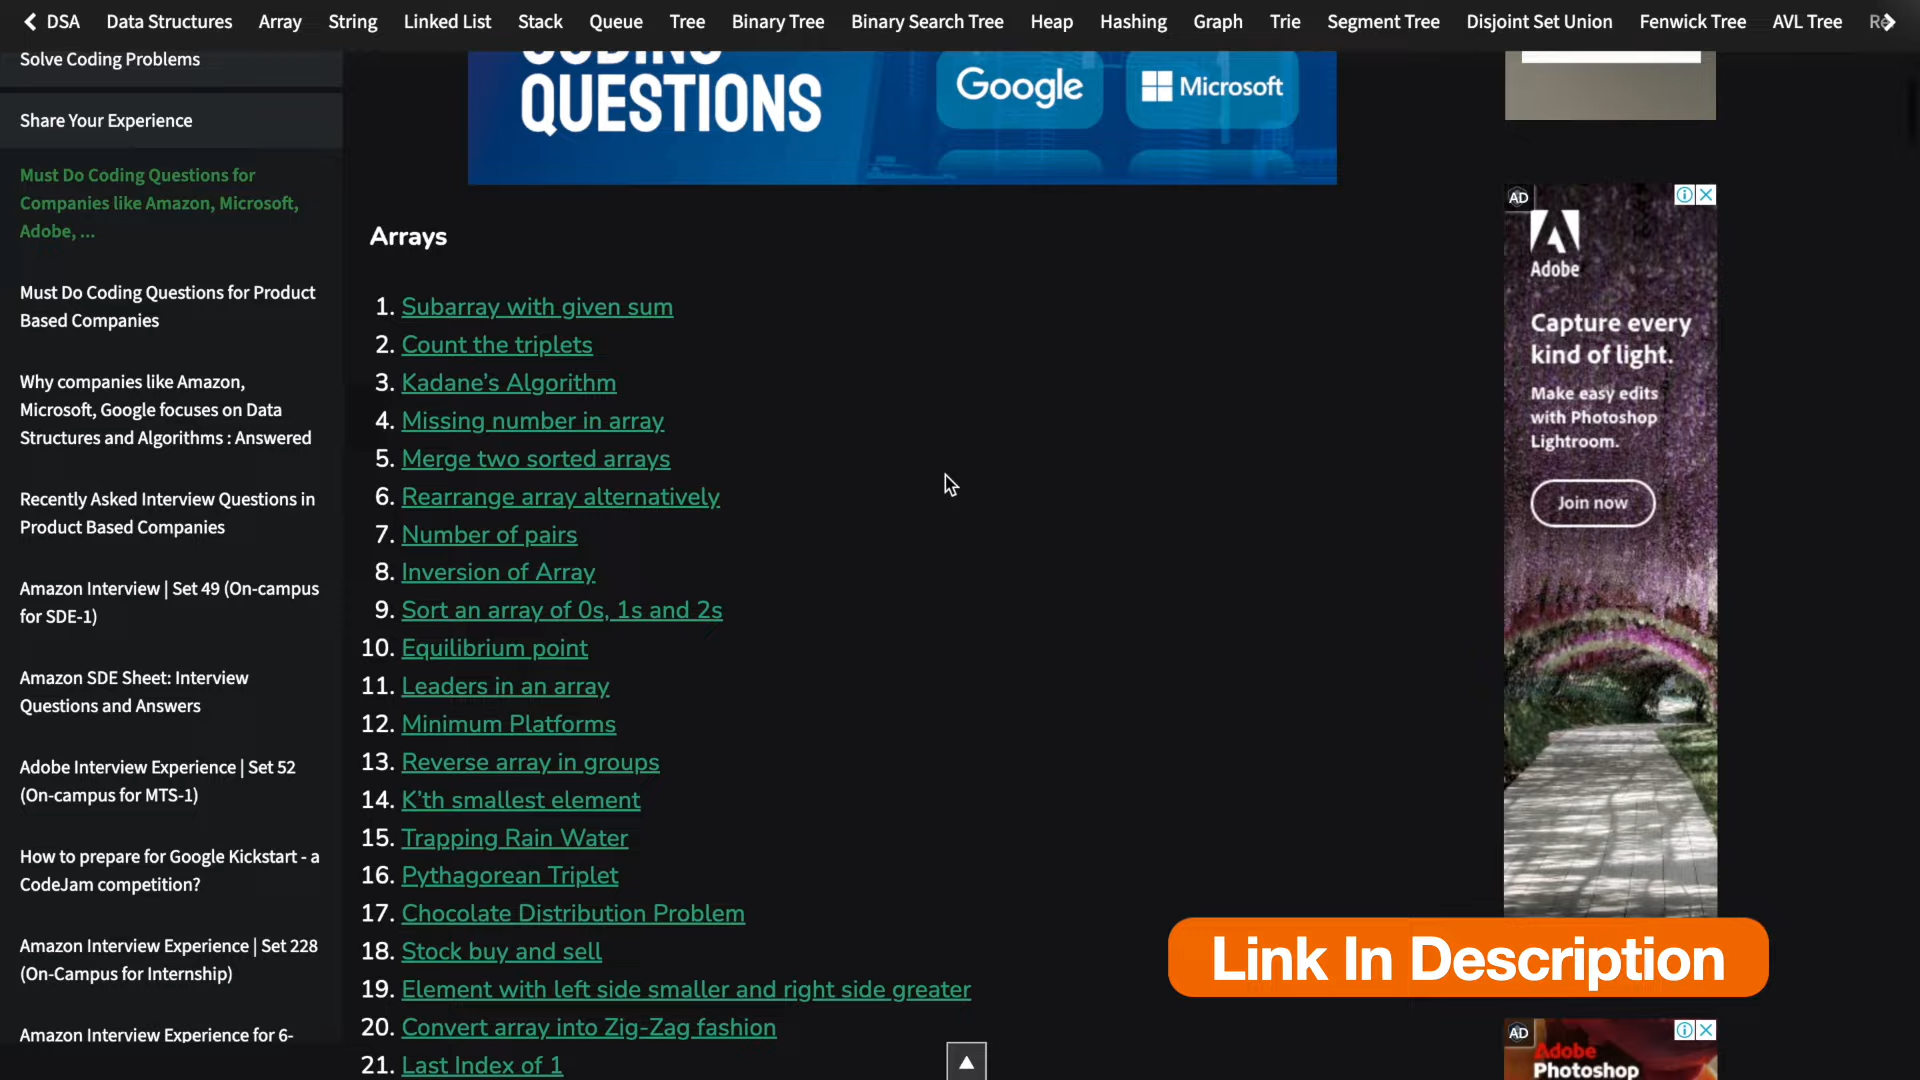 DSA Data Structures Array String Linked List Stack Queue Tree Binary Tree Binary Search Tree Heap Hashing Graph Trie Segment Tree Disjoint Set Union Fenwick Tree AVL Tree
Solve Coding Problems
Share Your Experience
Must Do Coding Questions for
Companies like Amazon, Microsoft,
Adobe, ...
Must Do Coding Questions for Product
Based Companies
Why companies like Amazon,
Microsoft, Google focuses on Data
Structures and Algorithms : Answered
Recently Asked Interview Questions in
Product Based Companies
Amazon Interview | Set 49 (On-campus
for SDE-1)
Amazon SDE Sheet: Interview
Questions and Answers
Adobe Interview Experience | Set 52
(On-campus for MTS-1)
How to prepare for Google Kickstart - a
CodeJam competition?
Amazon Interview Experience | Set 228
(On-Campus for Internship)
Amazon Interview Experience for 6-
CODING
QUESTIONS
Google
Microsoft
Arrays
1. Subarray with given sum
2. Count the triplets
3. Kadane’s Algorithm
4. Missing number in array
5. Merge two sorted arrays
6. Rearrange array alternatively
7. Number of pairs
8. Inversion of Array
9. Sort an array of 0s, 1s and 2s
10. Equilibrium point
11. Leaders in an array
12. Minimum Platforms
13. Reverse array in groups
14. K’th smallest element
15. Trapping Rain Water
16. Pythagorean Triplet
17. Chocolate Distribution Problem
18. Stock buy and sell
19. Element with left side smaller and right side greater
20. Convert array into Zig-Zag fashion
21. Last Index of 1
AD
Adobe
Capture every
kind of light.
Make easy edits
with Photoshop
Lightroom.
Join now
Link In Description
AD
Adobe
Photoshop